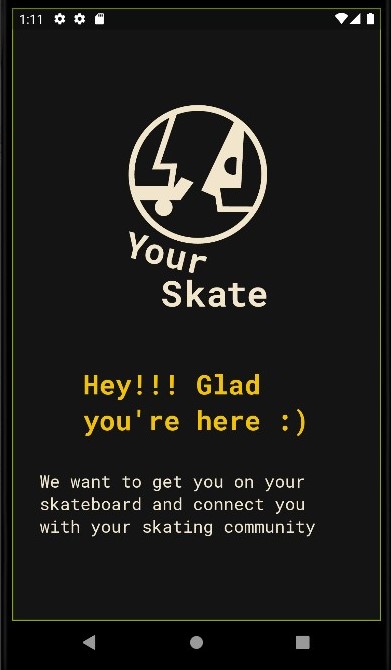 1:11
Your
Skate
Hey!!! Glad
you're here :)
We want to get you on your
skateboard and connect you
with your skating community